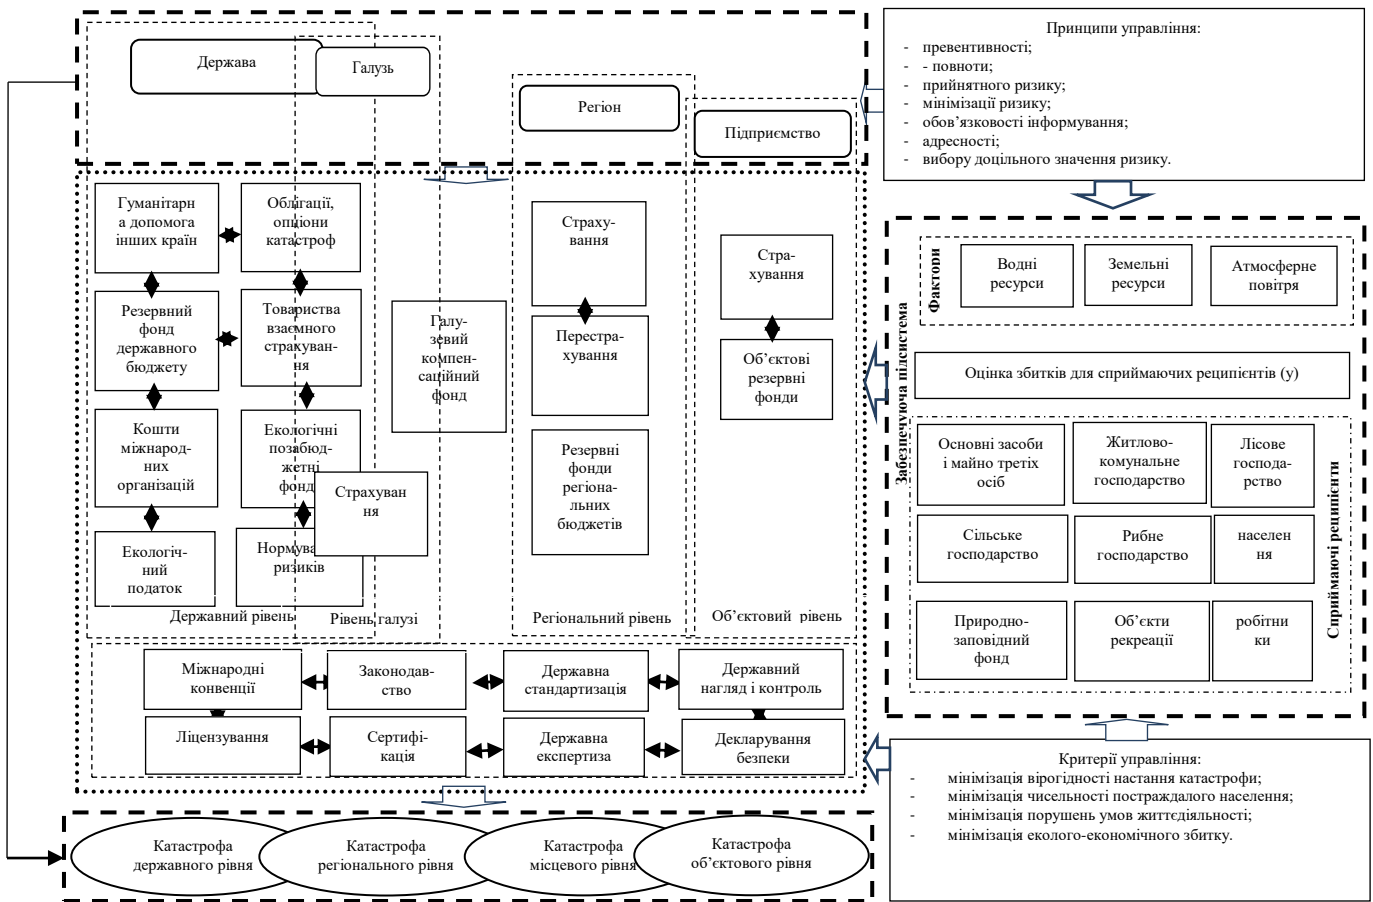 Держава
Галузь
Регіон
Підприємство
Принципи управління:
- превентивності;
- - повноти;
- прийнятного ризику;
- мінімізації ризику;
- обов’язковості інформування;
- адресності;
- вибору доцільного значення ризику.
Гуманітарн
а допомога
інших країн
Облігації,
опціони
катастроф
Резервний
фонд
державного
бюджету
Товариства
взаємного
страхуван-
ня
Кошти
міжнарод-
них
організацій
Екологічні
позабюд-
жетні
фонд
Екологіч-
ний
податок
ризиків
Державний рівень
Галу-
зевий
компен-
саційний
фонд
Страхуван
ня
Рівень галузі
Страху-
вання
Перестра-
хування
Резервні
фонди
регіона-
льних
бюджетів
Регіональний рівень
Стра-
хування
Об’єктові
резервні
фонди
Об’єктовий рівень
Міжнародні
конвенції
Законодав-
ство
Державна
стандартизація
Державний
нагляд і контроль
Ліцензування
Сертифі-
кація
Державна
експертиза
Декларування
безпеки
Катастрофа
державного рівня
Катастрофа
регіонального рівня
Катастрофа
місцевого рівня
Катастрофа
об’єктового рівня
Забезпечуюча підсистема
Фактори
Водні
ресурси
Земельні
ресурси
Атмосферне
повітря
Оцінка збитків для сприймаючих реципієнтів (у)
Основні засоби
і майно третіх
осіб
Житлово-
комунальне
господарство
Лісове
господа-
рство
Сільське
господарство
Рибне
господарство
населен
ня
Природно-
заповідний
фонд
Об’єкти
рекреації
робітни
ки
Сприймаючі реципієнти
Критерії управління:
- мінімізація вірогідності настання катастрофи;
- мінімізація чисельності постраждалого населення;
- мінімізація порушень умов життєдіяльності;
- мінімізація еколого-економічного збитку.